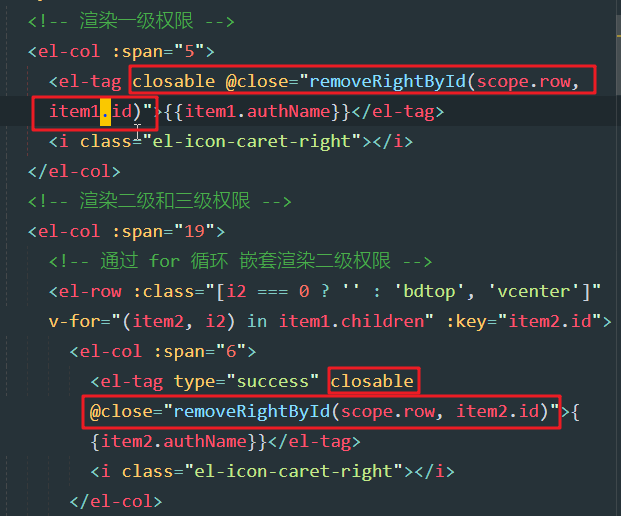 <!-- 渲染一级权限 -->
<el-col :span="5">
<el-tag closable @close="removeRightById(scope.row,
item1.id)">{{item1.authName}}</el-tag>
<i class="el-icon-caret-right"></i>
</el-col>
<!-- 渲染二级和三级权限 -->
<el-col :span="19">
<!-- 通过 for 循环 嵌套渲染二级权限 -->
<el-row :class="[i2 === 0 ? '' : 'bdtop', 'vcenter']"
v-for="(item2, i2) in item1.children" :key="item2.id">
<el-col :span="6">
<el-tag type="success" closable
@close="removeRightById(scope.row, item2.id)">{
{item2.authName}}</el-tag>
<i class="el-icon-caret-right"></i>
</el-col>